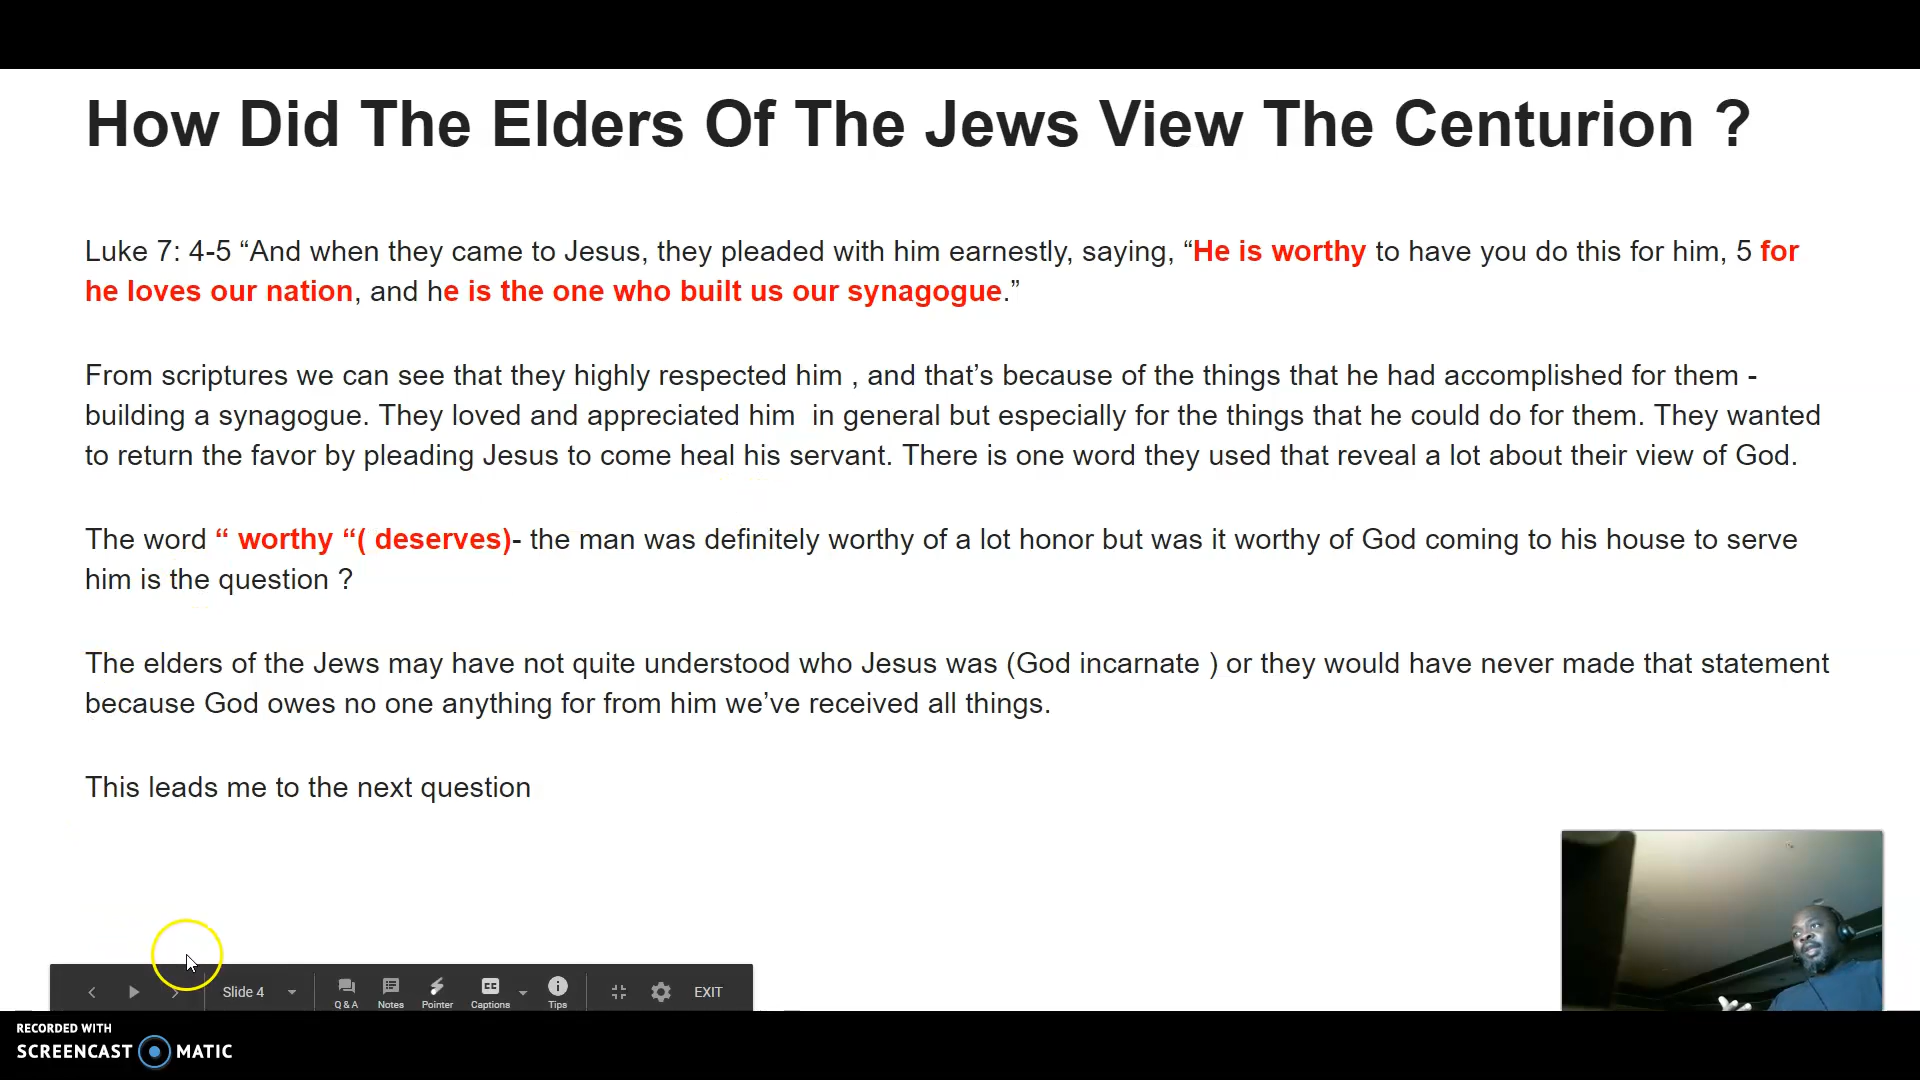 How Did The Elders Of The Jews View The Centurion ?
Luke 7: 4-5 “And when they came to Jesus, they pleaded with him earnestly, saying, “He is worthy to have you do this for him, 5 for
he loves our nation, and he is the one who built us our synagogue.”
From scriptures we can see that they highly respected him , and that’s because of the things that he had accomplished for them -
building a synagogue. They loved and appreciated him  in general but especially for the things that he could do for them. They wanted
to return the favor by pleading Jesus to come heal his servant. There is one word they used that reveal a lot about their view of God.
The word “ worthy “( deserves)- the man was definitely worthy of a lot honor but was it worthy of God coming to his house to serve
him is the question ?
The elders of the Jews may have not quite understood who Jesus was (God incarnate ) or they would have never made that statement
because God owes no one anything for from him we’ve received all things.
This leads me to the next question
Slide 4
Q & A Notes Pointer Captions Tips EXIT
RECORDED WITH
SCREENCAST MATIC